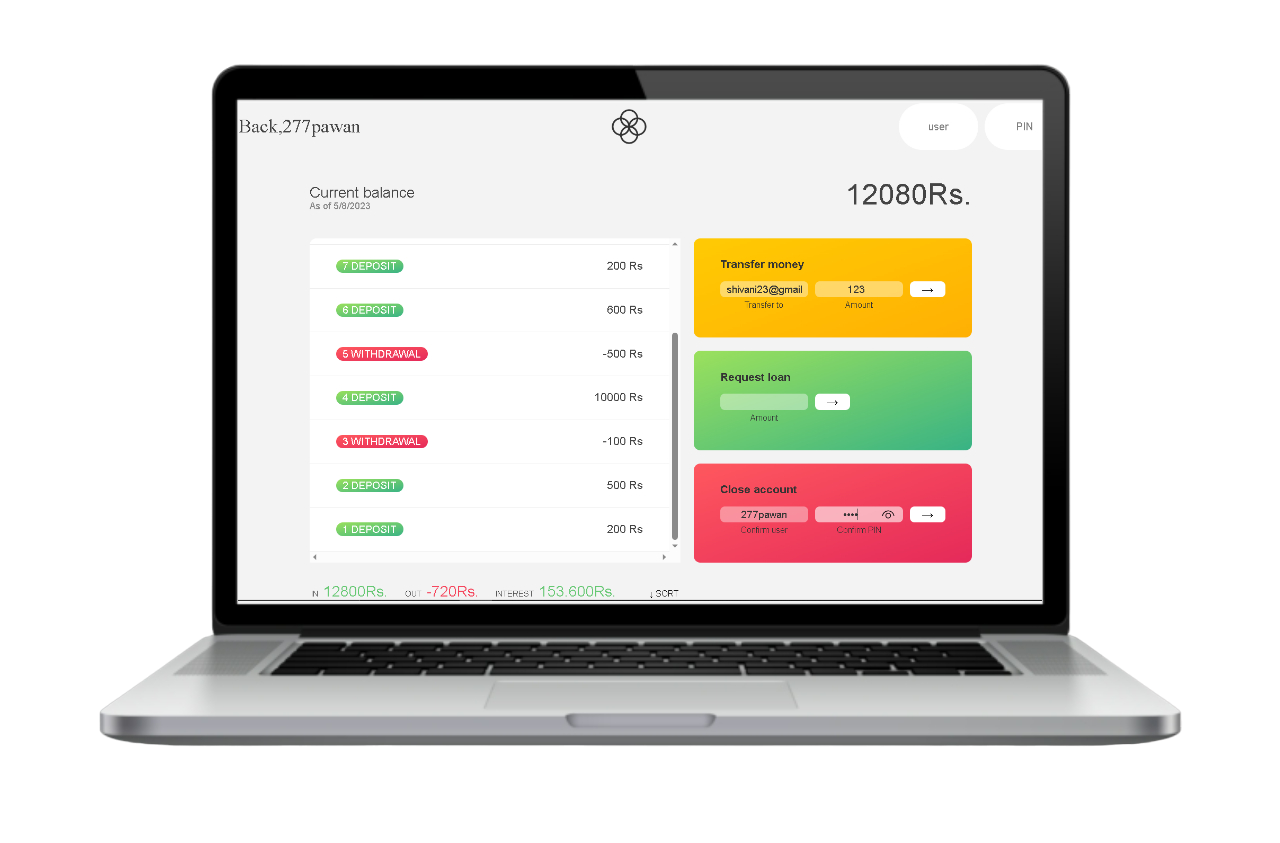 Back,277pawan
user
PIN
Current balance
As of 5/8/2023
12080Rs.
7 DEPOSIT 200 Rs
6 DEPOSIT 600 Rs
5 WITHDRAWAL -500 Rs
4 DEPOSIT 10000 Rs
3 WITHDRAWAL -100 Rs
2 DEPOSIT 500 Rs
1 DEPOSIT 200 Rs
Transfer money
shivani23@gmail 123 →
Transfer to Amount
Request loan
→
Amount
Close account
277pawan •••• →
Confirm user Confirm PIN
IN 12800Rs. OUT -720Rs. INTEREST 153.600Rs. ↓ SORT